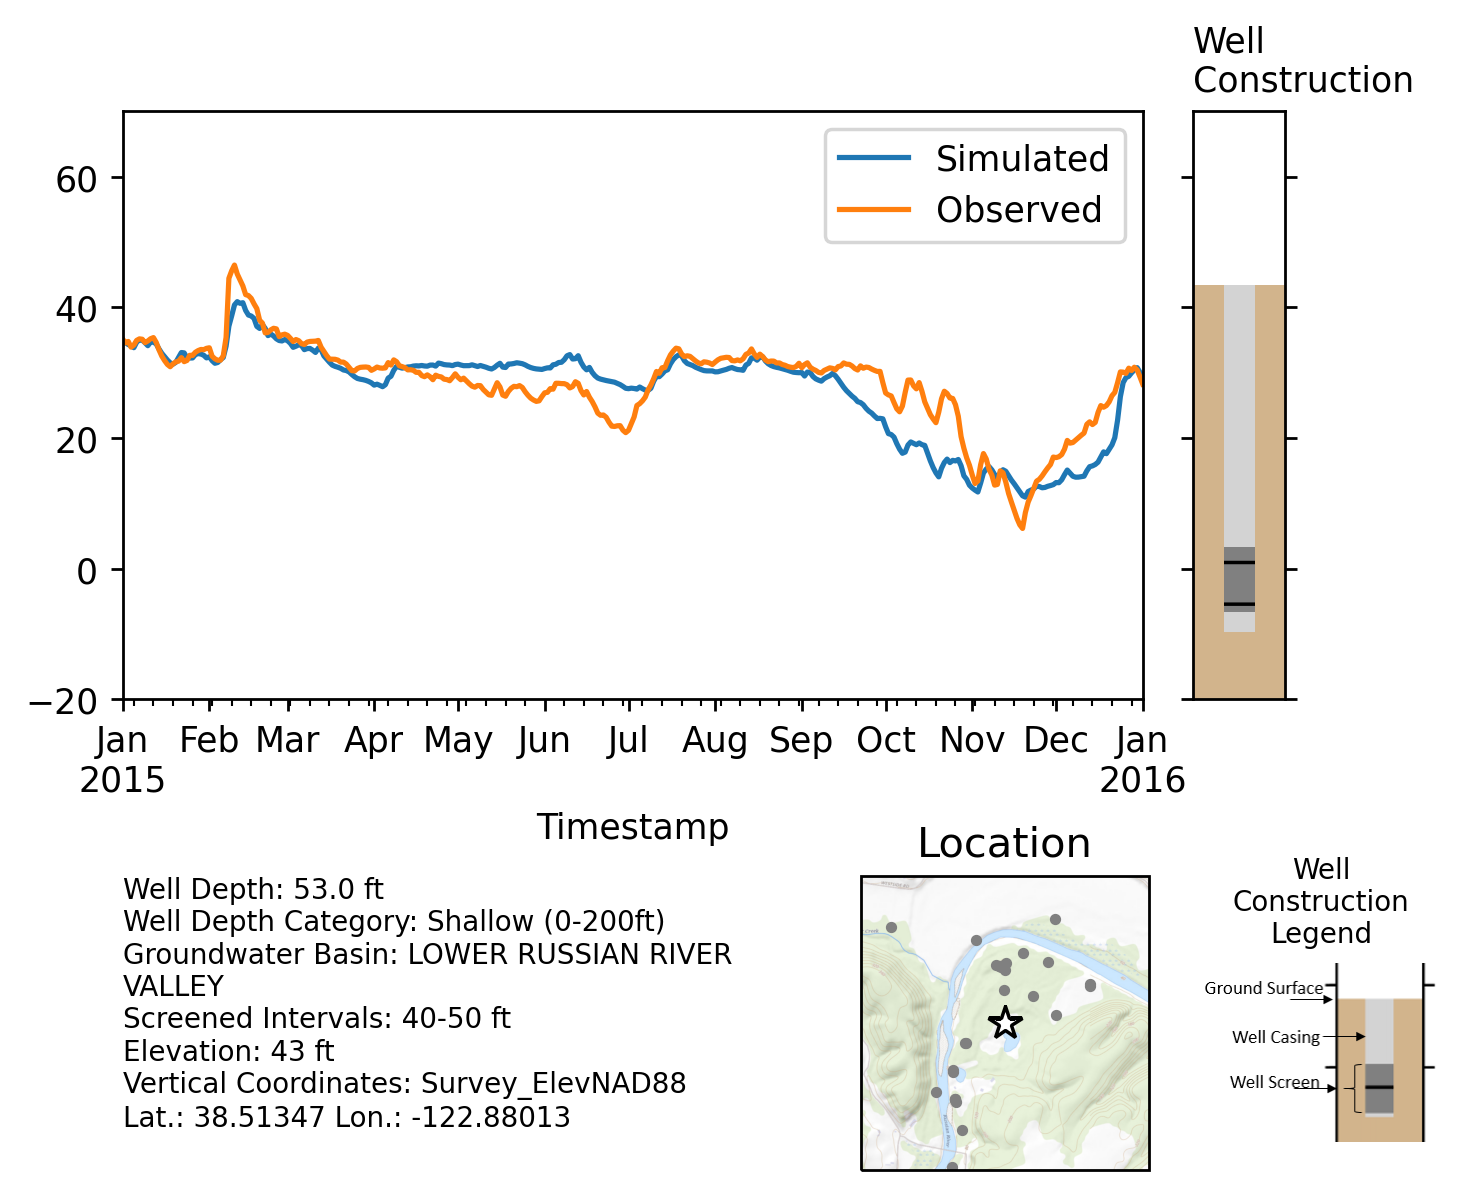 Well
Construction
Simulated
Observed
60
40
20
0
−20
Jan Feb Mar Apr May Jun Jul Aug Sep Oct Nov Dec Jan
2015 2016
Timestamp
Well Depth: 53.0 ft
Well Depth Category: Shallow (0-200ft)
Groundwater Basin: LOWER RUSSIAN RIVER
VALLEY
Screened Intervals: 40-50 ft
Elevation: 43 ft
Vertical Coordinates: Survey_ElevNAD88
Lat.: 38.51347 Lon.: -122.88013
Location
Well
Construction
Legend
Ground Surface
Well Casing
Well Screen